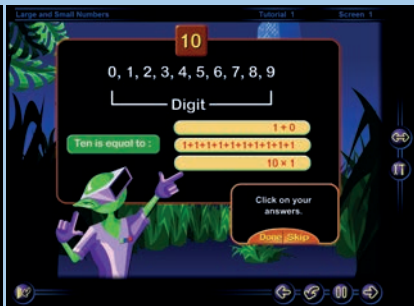 Large and Small Numbers
Tutorial 1
Screen 1
10
0, 1, 2, 3, 4, 5, 6, 7, 8, 9
Digit
Ten is equal to :
1 + 0
1+1+1+1+1+1+1+1+1+1
10 × 1
Click on your
answers.
Done Skip